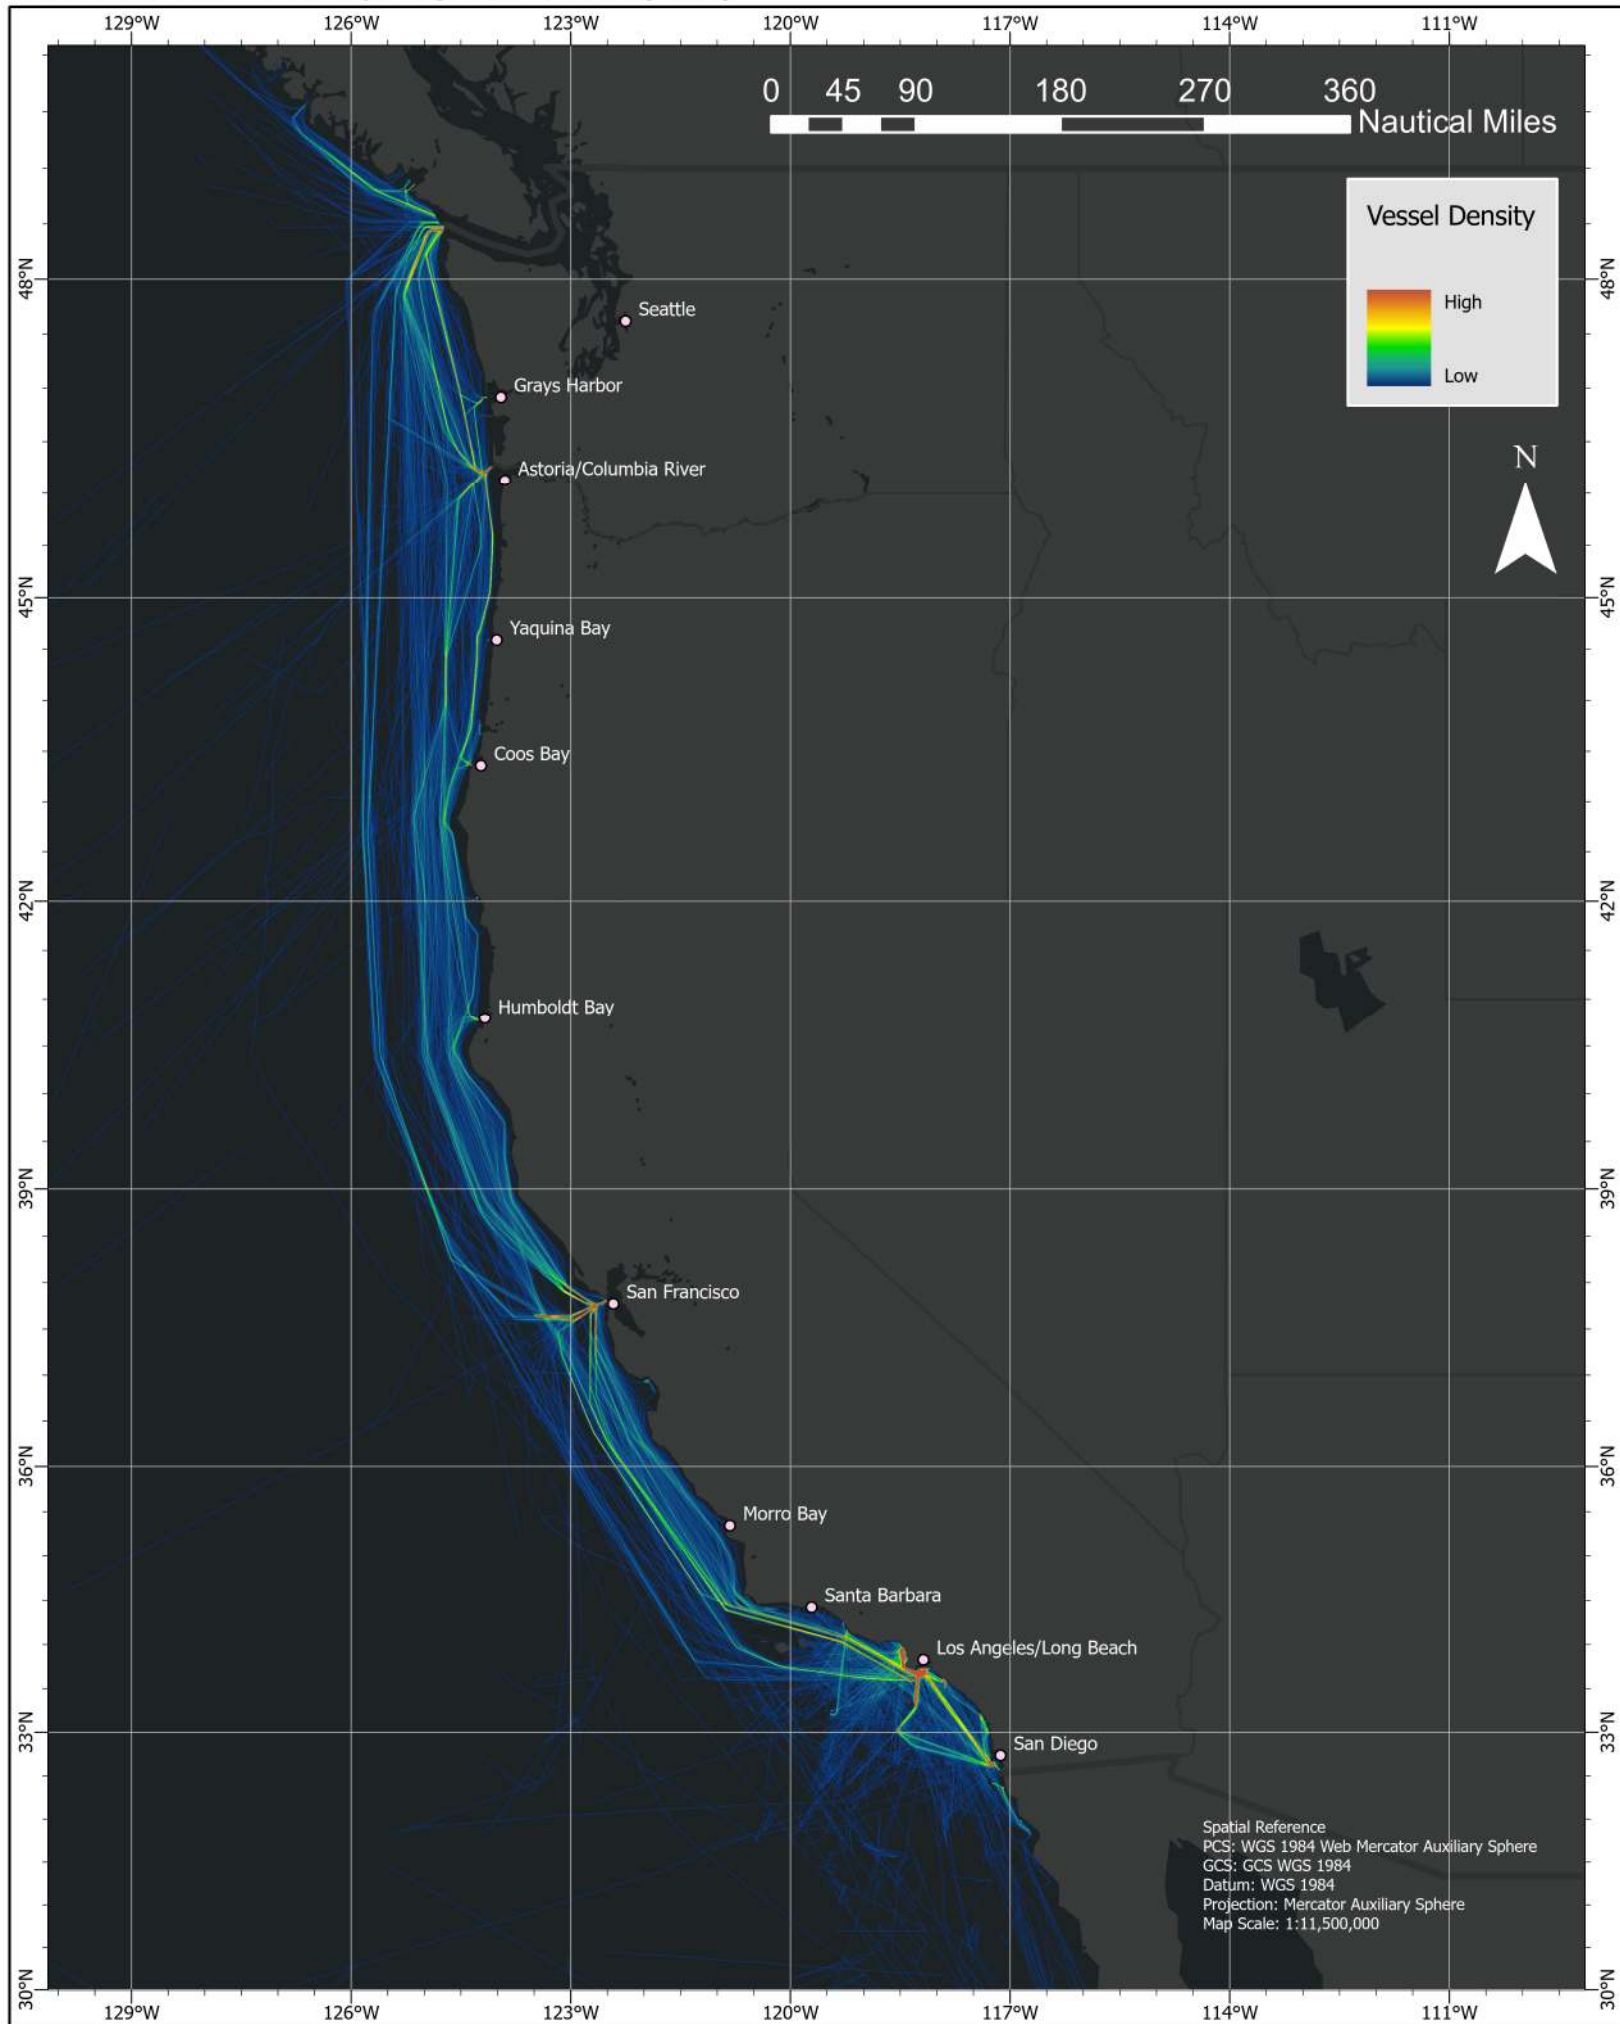 129°W 126°W 123°W 120°W 117°W 114°W 111°W
0 45 90 180 270 360
Nautical Miles
Vessel Density
High
Low
N
48°N 48°N
Seattle
Grays Harbor
Astoria/Columbia River
45°N 45°N
Yaquina Bay
Coos Bay
42°N 42°N
Humboldt Bay
39°N 39°N
San Francisco
36°N 36°N
Morro Bay
Santa Barbara
Los Angeles/Long Beach
33°N 33°N
San Diego
Spatial Reference
PCS: WGS 1984 Web Mercator Auxiliary Sphere
GCS: GCS WGS 1984
Datum: WGS 1984
Projection: Mercator Auxiliary Sphere
Map Scale: 1:11,500,000
30°N 30°N
129°W 126°W 123°W 120°W 117°W 114°W 111°W